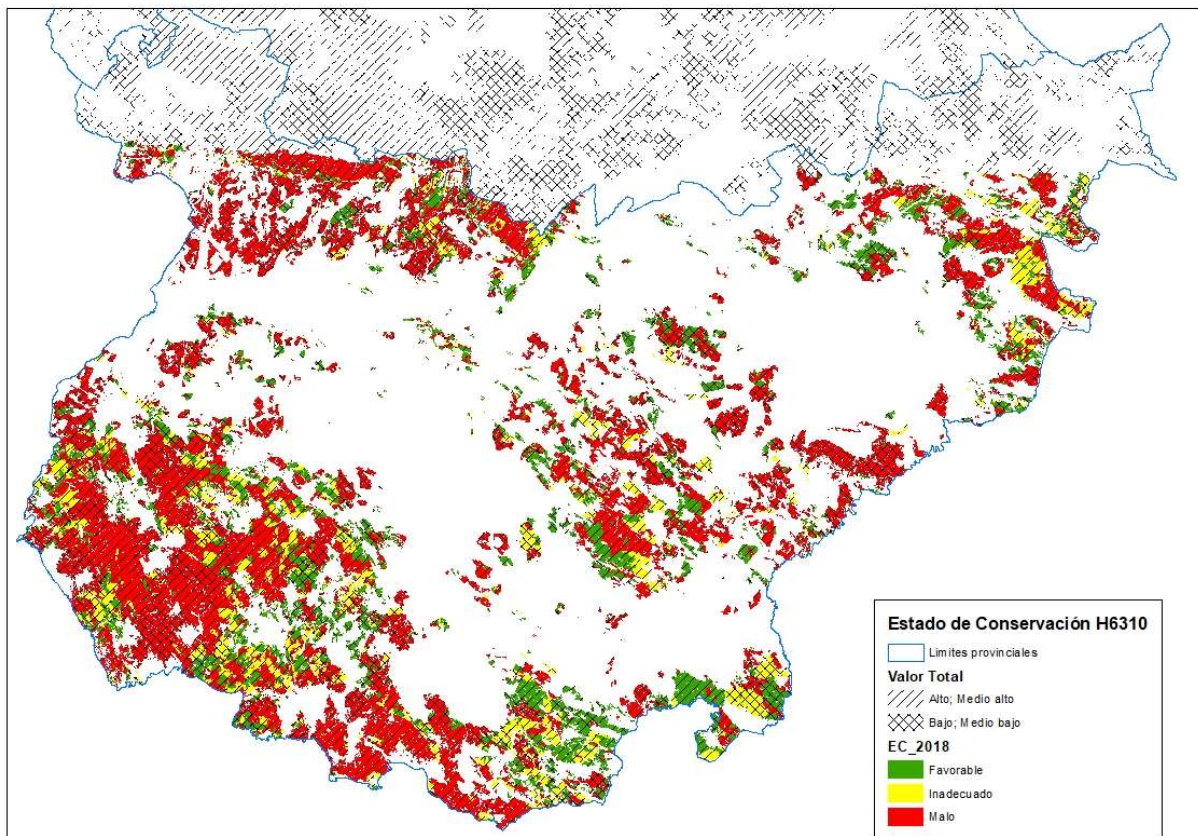 Estado de Conservación H6310
Limites provinciales
Valor Total
Alto; Medio alto
Bajo; Medio bajo
EC_2018
Favorable
Inadecuado
Malo